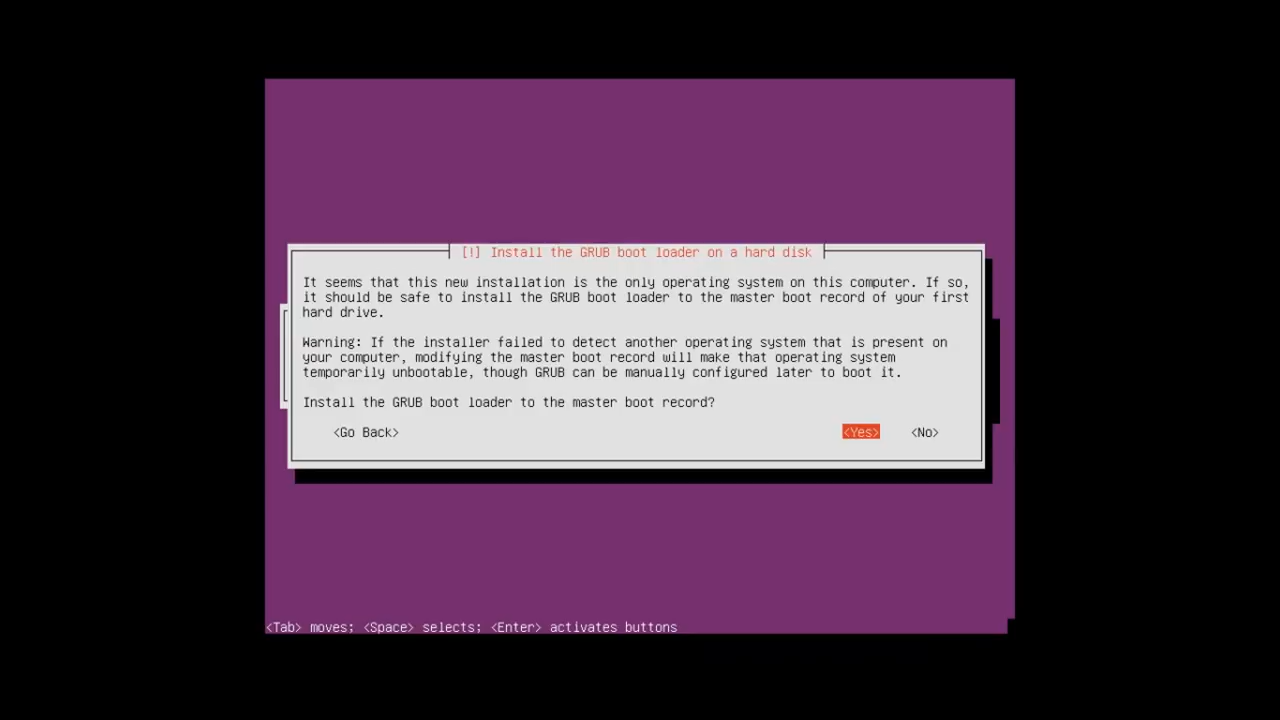 [!] Install the GRUB boot loader on a hard disk
It seems that this new installation is the only operating system on this computer. If so,
it should be safe to install the GRUB boot loader to the master boot record of your first
hard drive.
Warning: If the installer failed to detect another operating system that is present on
your computer, modifying the master boot record will make that operating system
temporarily unbootable, though GRUB can be manually configured later to boot it.
Install the GRUB boot loader to the master boot record?
<Go Back> <Yes> <No>
<Tab> moves; <Space> selects; <Enter> activates buttons